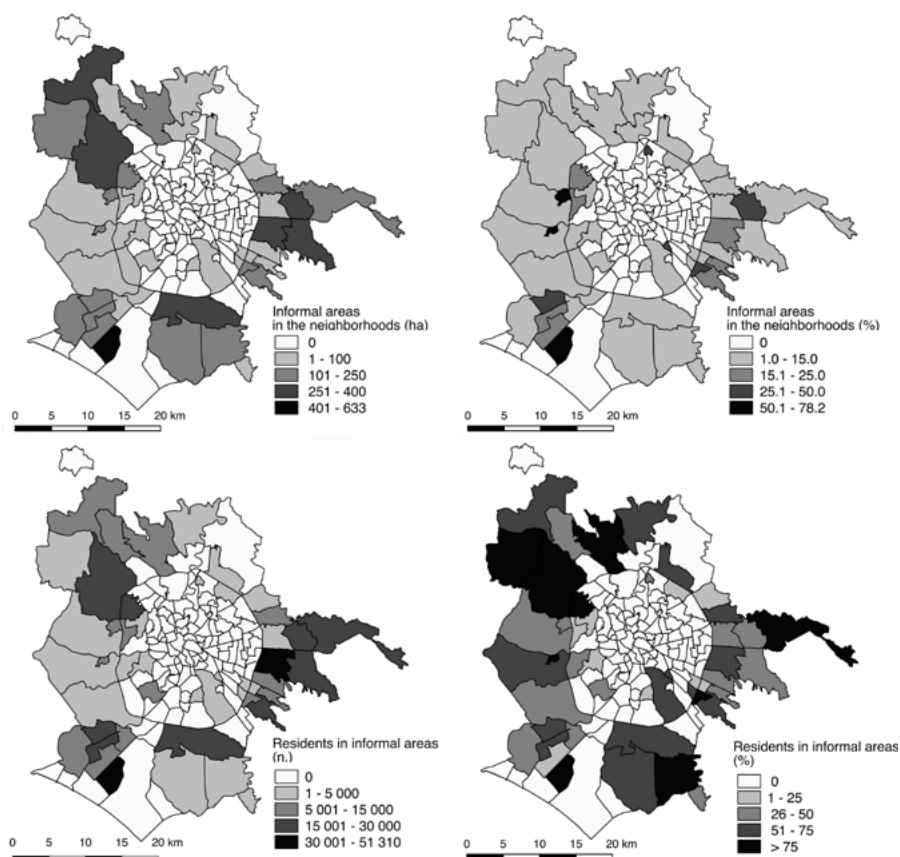 Informal areas
in the neighborhoods (ha)
0
1 - 100
101 - 250
251 - 400
401 - 633
0 5 10 15 20 km
Informal areas
in the neighborhoods (%)
0
1.0 - 15.0
15.1 - 25.0
25.1 - 50.0
50.1 - 78.2
0 5 10 15 20 km
Residents in informal areas
(n.)
0
1 - 5 000
5 001 - 15 000
15 001 - 30 000
30 001 - 51 310
0 5 10 15 20 km
Residents in informal areas
(%)
0
1 - 25
26 - 50
51 - 75
> 75
0 5 10 15 20 km